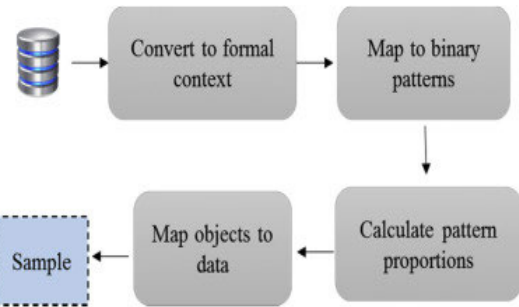 Convert to formal
context
Map to binary
patterns
Calculate pattern
proportions
Map objects to
data
Sample